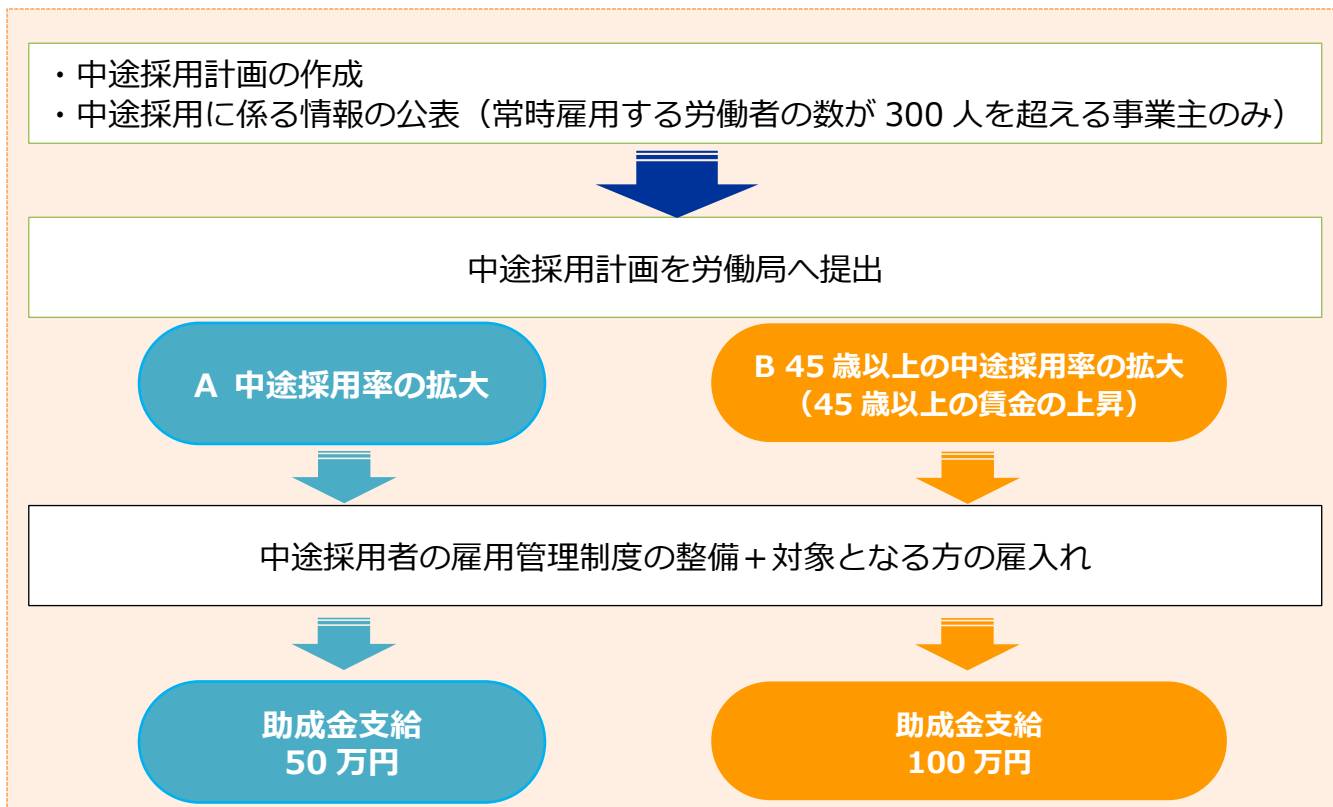 ・中途採用計画の作成
・中途採用に係る情報の公表（常時雇用する労働者の数が 300 人を超える事業主のみ）
中途採用計画を労働局へ提出
A 中途採用率の拡大
B 45 歳以上の中途採用率の拡大
（45 歳以上の賃金の上昇）
中途採用者の雇用管理制度の整備＋対象となる方の雇入れ
助成金支給
50 万円
助成金支給
100 万円